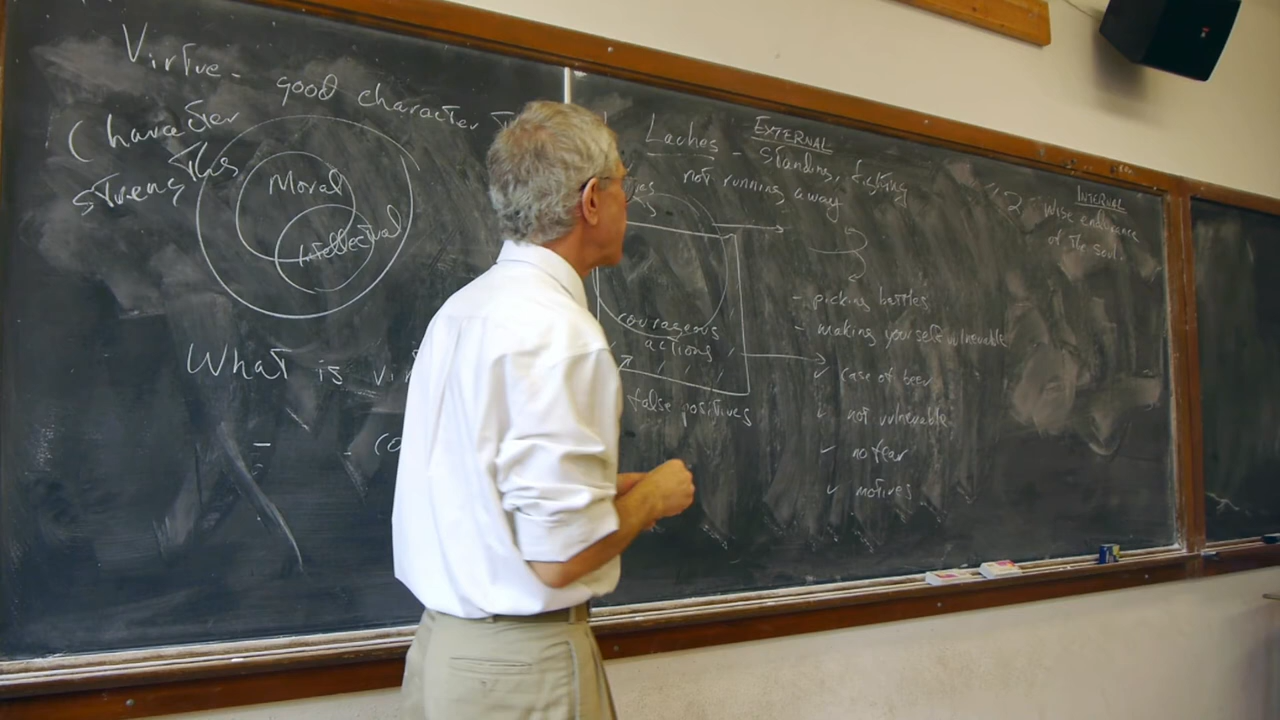 Virtue - good character
Character
strengths
Moral
Intellectual
What is
Laches -
EXTERNAL
standing, fighting
not running away
courageous
actions
false positives
- picking battles
- making yourself vulnerable
✓ case of beer
✓ not vulnerable
✓ no fear
✓ motives
2
INTERNAL
wise endurance
of the soul.